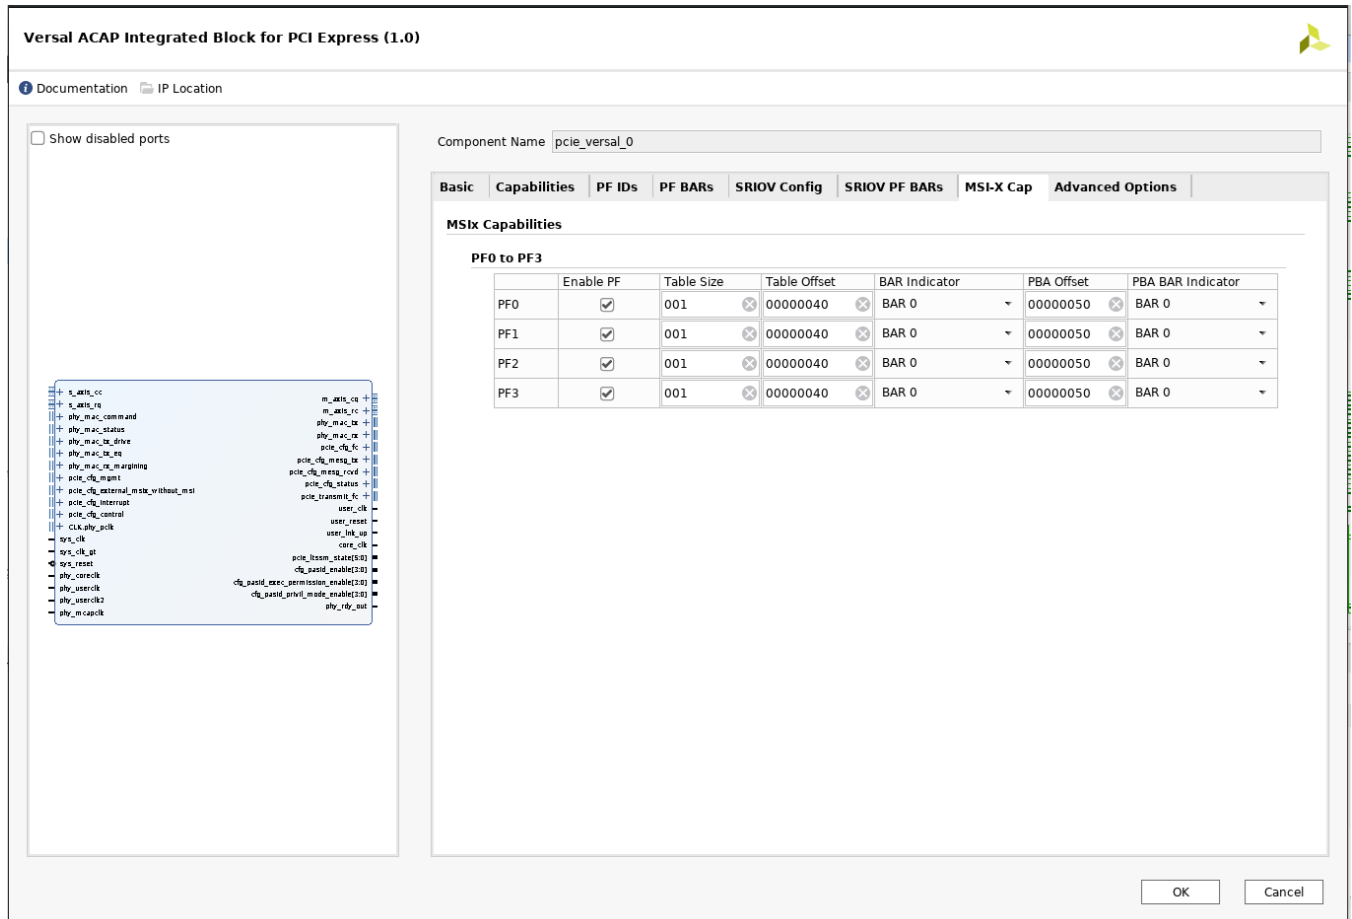 Versal ACAP Integrated Block for PCI Express (1.0)
Documentation IP Location
Show disabled ports
Component Name pcie_versal_0
Basic Capabilities PF IDs PF BARs SRIOV Config SRIOV PF BARs MSI-X Cap Advanced Options
MSIx Capabilities
PF0 to PF3
Enable PF Table Size Table Offset BAR Indicator PBA Offset PBA BAR Indicator
PF0 001 00000040 BAR 0 00000050 BAR 0
PF1 001 00000040 BAR 0 00000050 BAR 0
PF2 001 00000040 BAR 0 00000050 BAR 0
PF3 001 00000040 BAR 0 00000050 BAR 0
s_axis_cc
s_axis_rq
phy_mac_command
phy_mac_status
phy_mac_tx_drive
phy_mac_tx_eq
phy_mac_rx_margining
pcie_cfg_mgmt
pcie_cfg_external_msix_without_msi
pcie_cfg_interrupt
pcie_cfg_control
CLK.phy_pclk
sys_clk
sys_clk_gt
sys_reset
phy_coreclk
phy_userclk
phy_userclk2
phy_mcapclk
m_axis_cq
m_axis_rc
phy_mac_tx
phy_mac_rx
pcie_cfg_fc
pcie_cfg_mesg_tx
pcie_cfg_mesg_rcvd
pcie_cfg_status
pcie_transmit_fc
user_clk
user_reset
user_lnk_up
core_clk
pcie_ltssm_state[5:0]
cfg_pasid_enable[3:0]
cfg_pasid_exec_permission_enable[3:0]
cfg_pasid_privil_mode_enable[3:0]
phy_rdy_out
OK Cancel